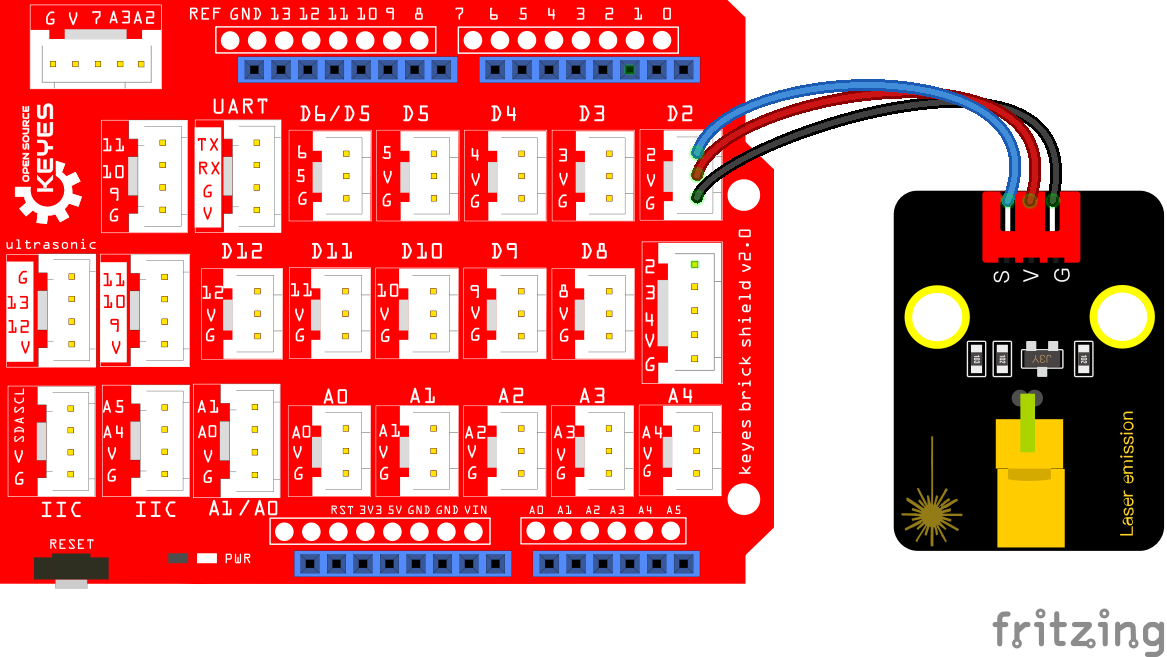 G V 7 A3 A2
REF GND 13 12 11 10 9 8 7 6 5 4 3 2 1 0
OPEN SOURCE
KEYES
UART D6/D5 D5 D4 D3 D2
11
10
9
G
TX
RX
G
V
6
5
G
5
V
G
4
V
G
3
V
G
2
V
G
ultrasonic
D12 D11 D10 D9 D8
G
13
12
V
11
10
9
V
12
V
G
11
V
G
10
V
G
9
V
G
8
V
G
2
3
4
V
G
keyes brick shield v2.0
A0 A1 A2 A3 A4
SCL
SDA
V
G
A5
A4
V
G
A1
A0
V
G
A0
V
G
A1
V
G
A2
V
G
A3
V
G
A4
V
G
IIC IIC A1/A0
RST 3V3 5V GND GND VIN A0 A1 A2 A3 A4 A5
RESET
PWR
S V G
103 102 J3Y 102
Laser emission
fritzing